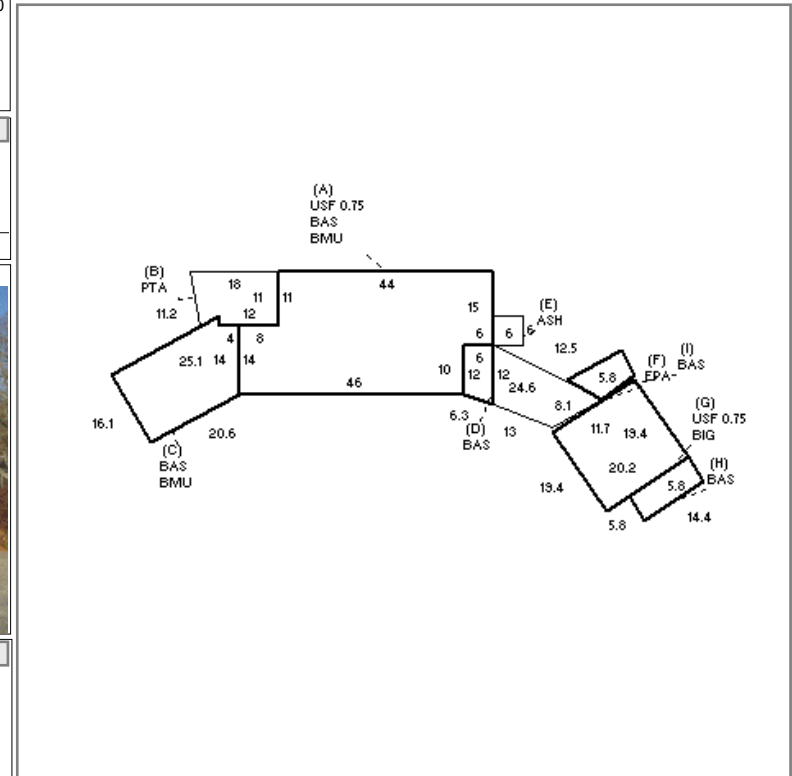 (A)
USF 0.75
BAS
BMU
(B)
PTA
18
44
11
11
11.2
12
15
(E)
ASH
6
6
6
4
8
12.5
(I)
BAS
(F)
EPA
25.1
14
14
6
10
12
12
5.8
24.6
46
8.1
(G)
USF 0.75
BIG
16.1
6.3
(D)
BAS
13
11.7
19.4
20.6
(C)
BAS
BMU
20.2
(H)
BAS
5.8
19.4
5.8
14.4